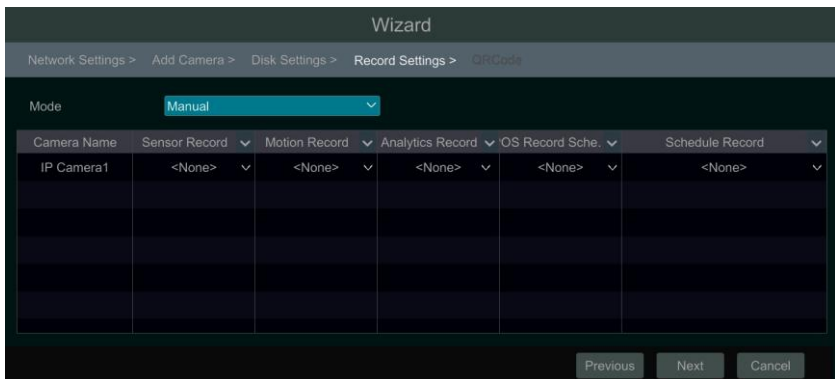 Wizard
Network Settings > Add Camera > Disk Settings > Record Settings > QRCode
Mode Manual
Camera Name Sensor Record Motion Record Analytics Record OS Record Sche. Schedule Record
IP Camera1 <None> <None> <None> <None> <None>
Previous Next Cancel